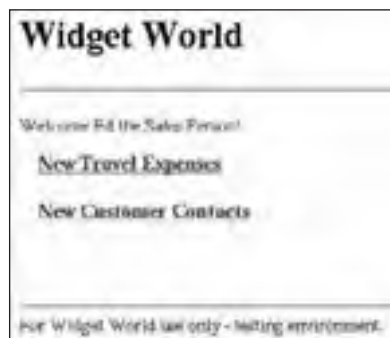 Widget World
Welcome Ed the Sales Person!
New Travel Expenses
New Customer Contacts
For Widget World use only - testing environment.